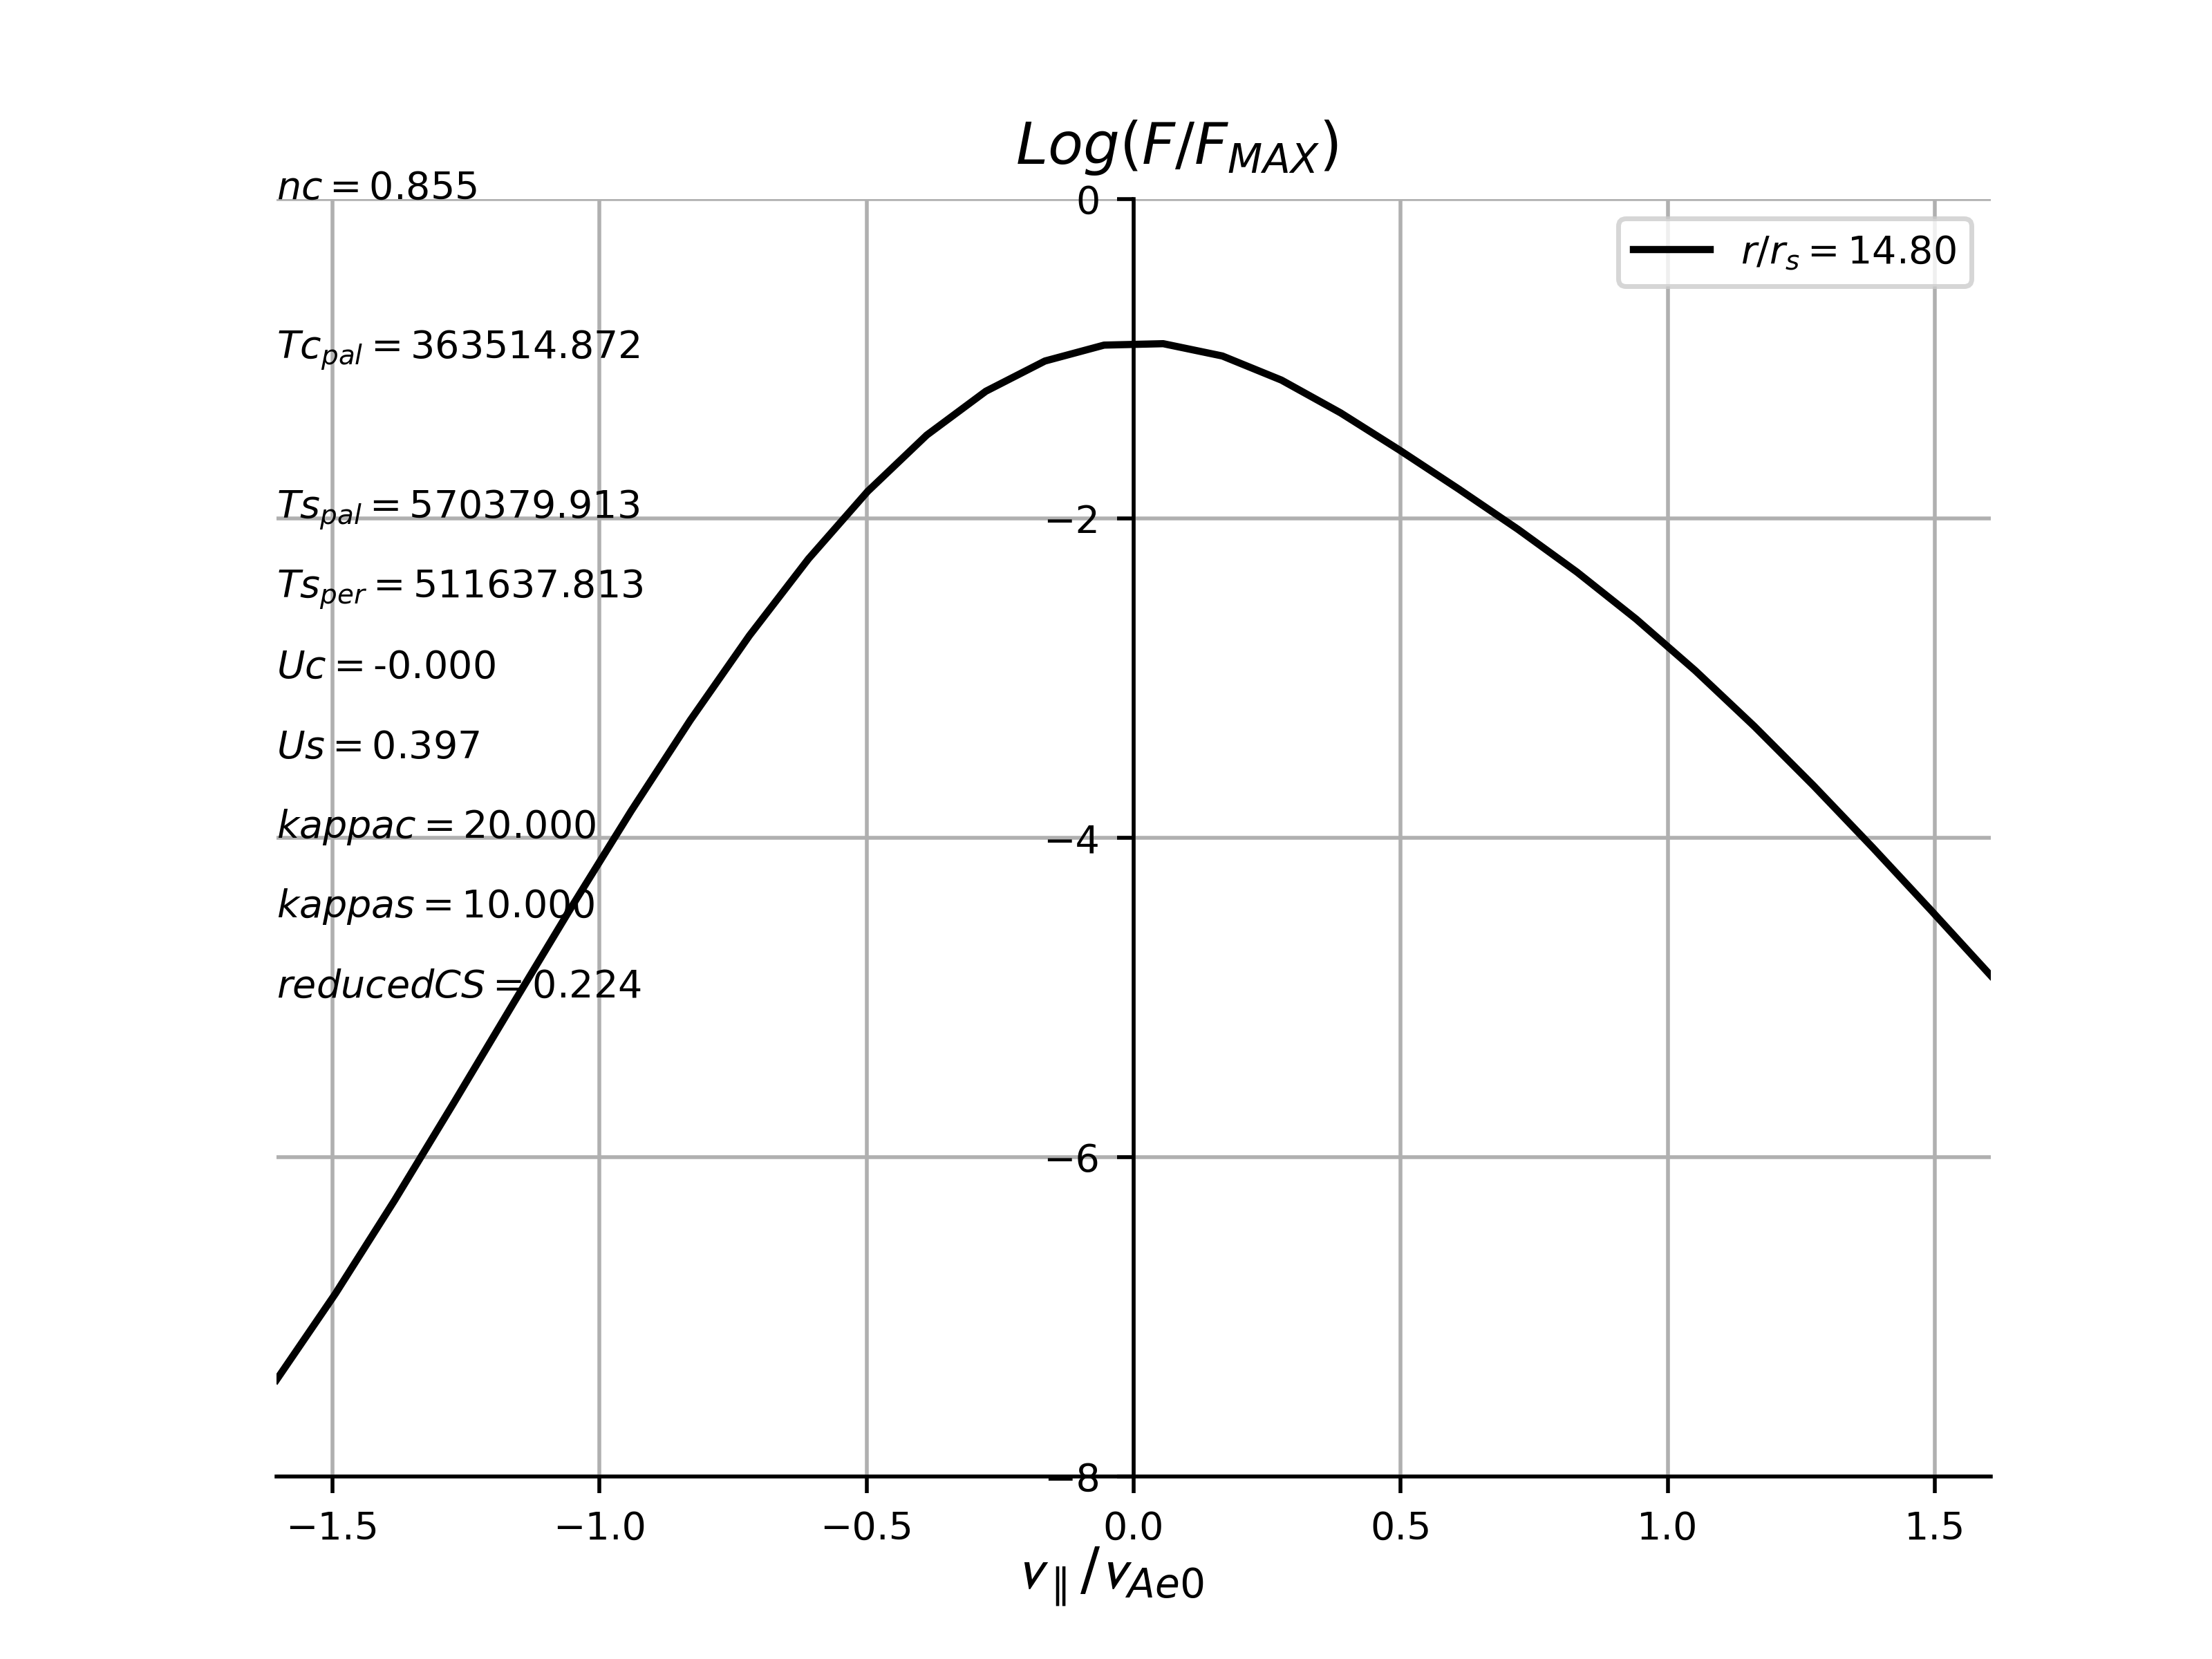 Log(F/F_MAX)
nc = 0.855
0
r/r_s = 14.80
Tc_pal = 363514.872
Ts_pal = 570379.913
−2
Ts_per = 511637.813
Uc = -0.000
Us = 0.397
kappac = 20.000
−4
kappas = 10.000
reducedCS = 0.224
−6
−8
−1.5 −1.0 −0.5 0.0 0.5 1.0 1.5
v_∥/v_Ae0